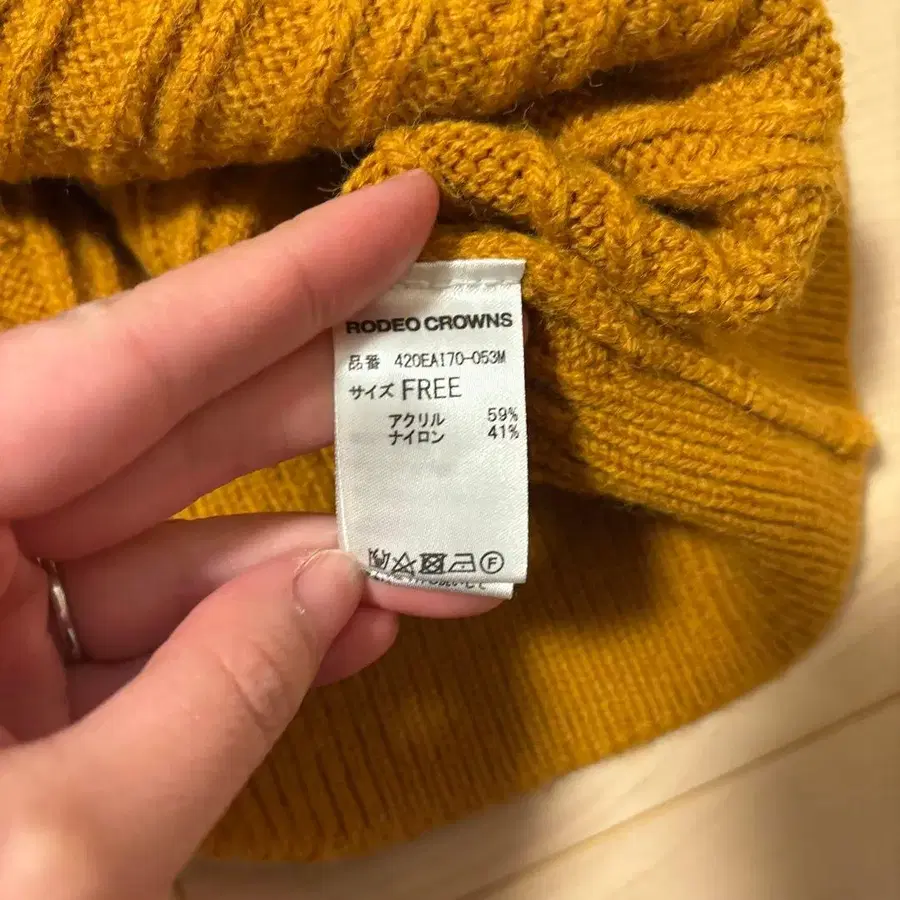 RODEO CROWNS
品番 420EA170-053M
サイズ FREE
アクリル 59%
ナイロン 41%
F